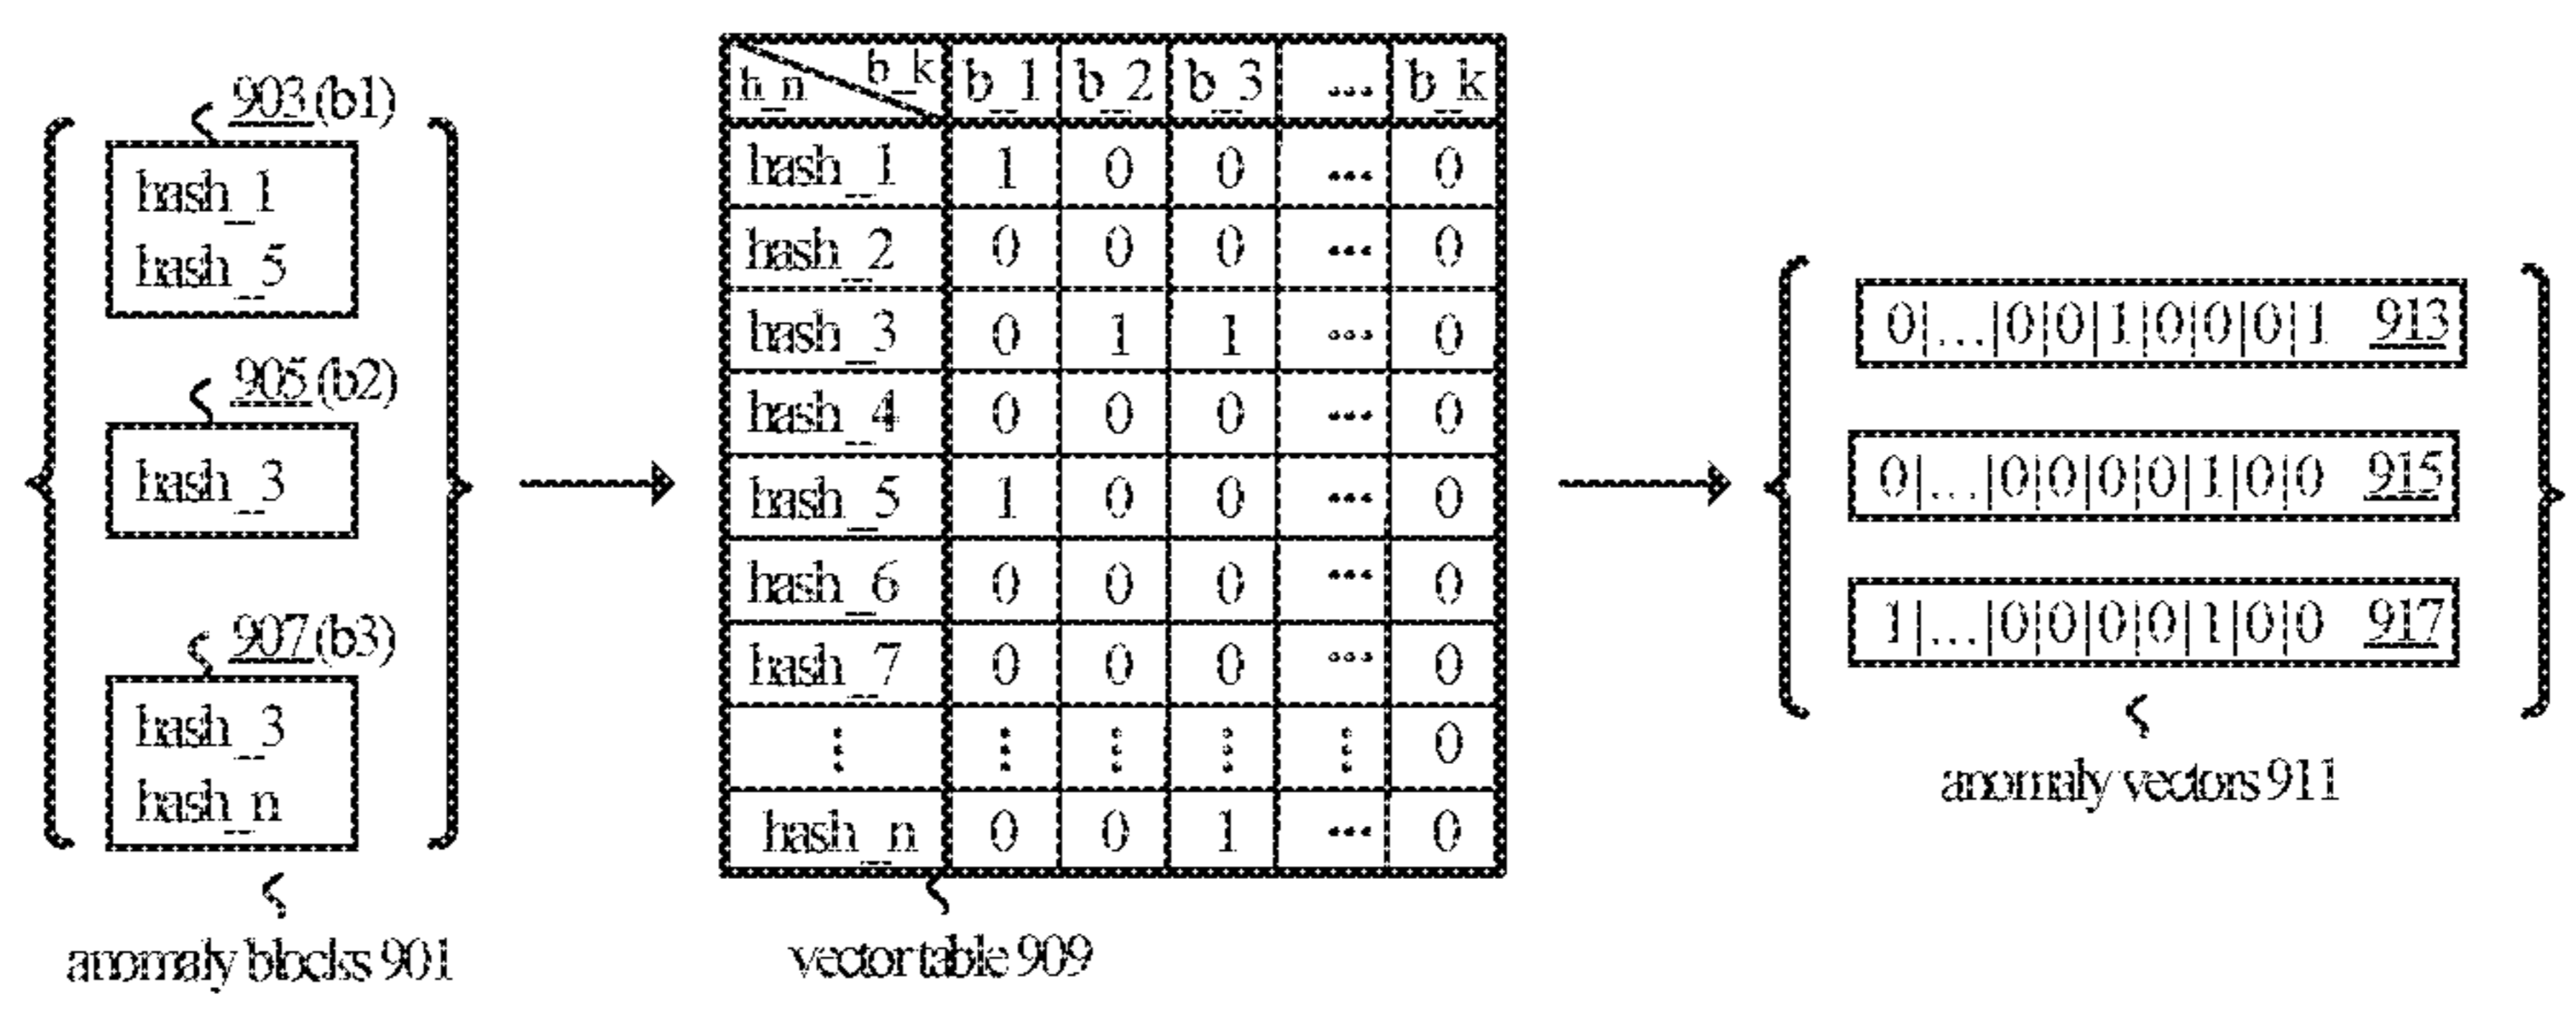 903 (b1)
hash_1
hash_5
905 (b2)
hash_3
907 (b3)
hash_3
hash_n
anomaly blocks 901
h_n b_k b_1 b_2 b_3 ... b_k
hash_1 1 0 0 ... 0
hash_2 0 0 0 ... 0
hash_3 0 1 1 ... 0
hash_4 0 0 0 ... 0
hash_5 1 0 0 ... 0
hash_6 0 0 0 ... 0
hash_7 0 0 0 ... 0
⋮ ⋮ ⋮ ⋮ ⋮ 0
hash_n 0 0 1 ... 0
vector table 909
0|...|0|0|1|0|0|0|1 913
0|...|0|0|0|0|1|0|0 915
1|...|0|0|0|0|1|0|0 917
anomaly vectors 911